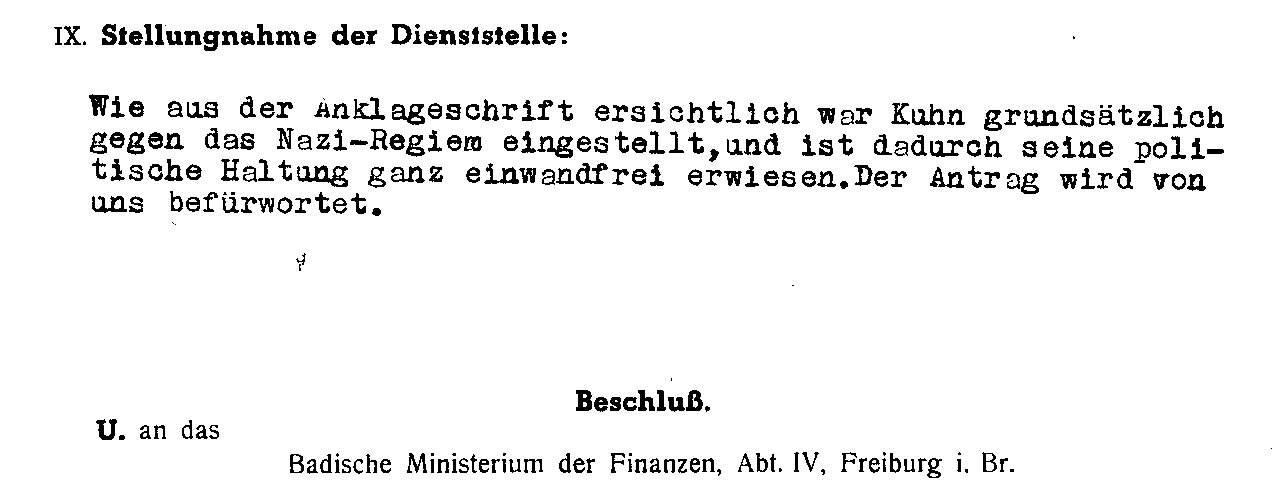 IX. Stellungnahme der Dienststelle:
Wie aus der Anklageschrift ersichtlich war Kuhn grundsätzlich
gegen das Nazi-Regiem eingestellt,und ist dadurch seine poli-
tische Haltung ganz einwandfrei erwiesen.Der Antrag wird von
uns befürwortet.
Beschluß.
U. an das
Badische Ministerium der Finanzen, Abt. IV, Freiburg i. Br.